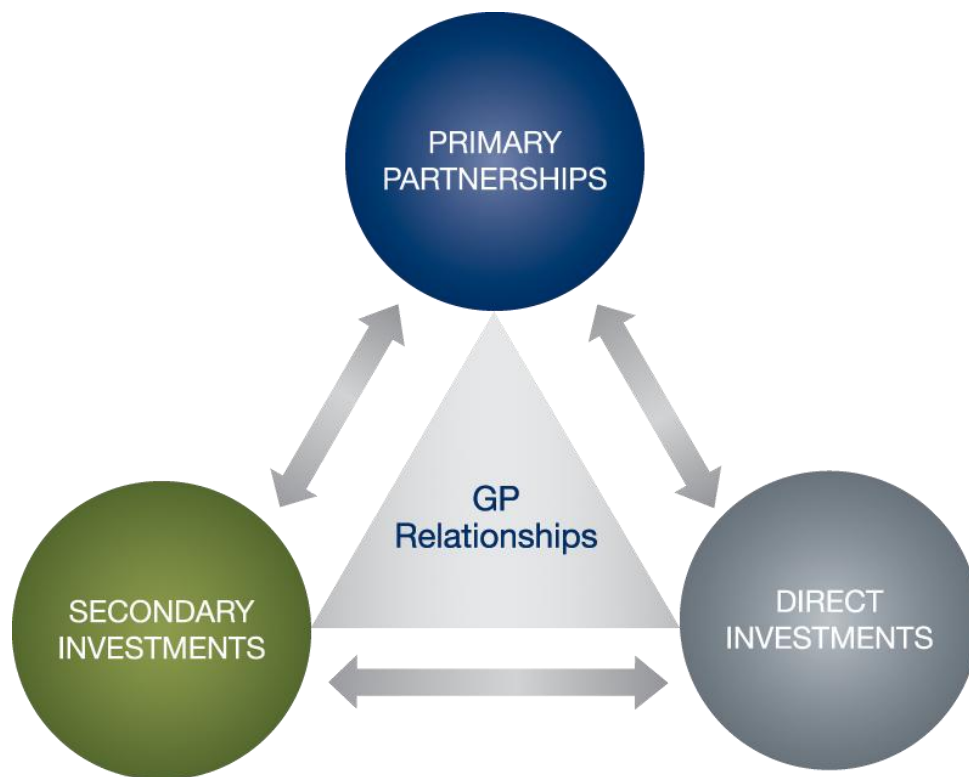 PRIMARY
PARTNERSHIPS
GP
Relationships
SECONDARY
INVESTMENTS
DIRECT
INVESTMENTS